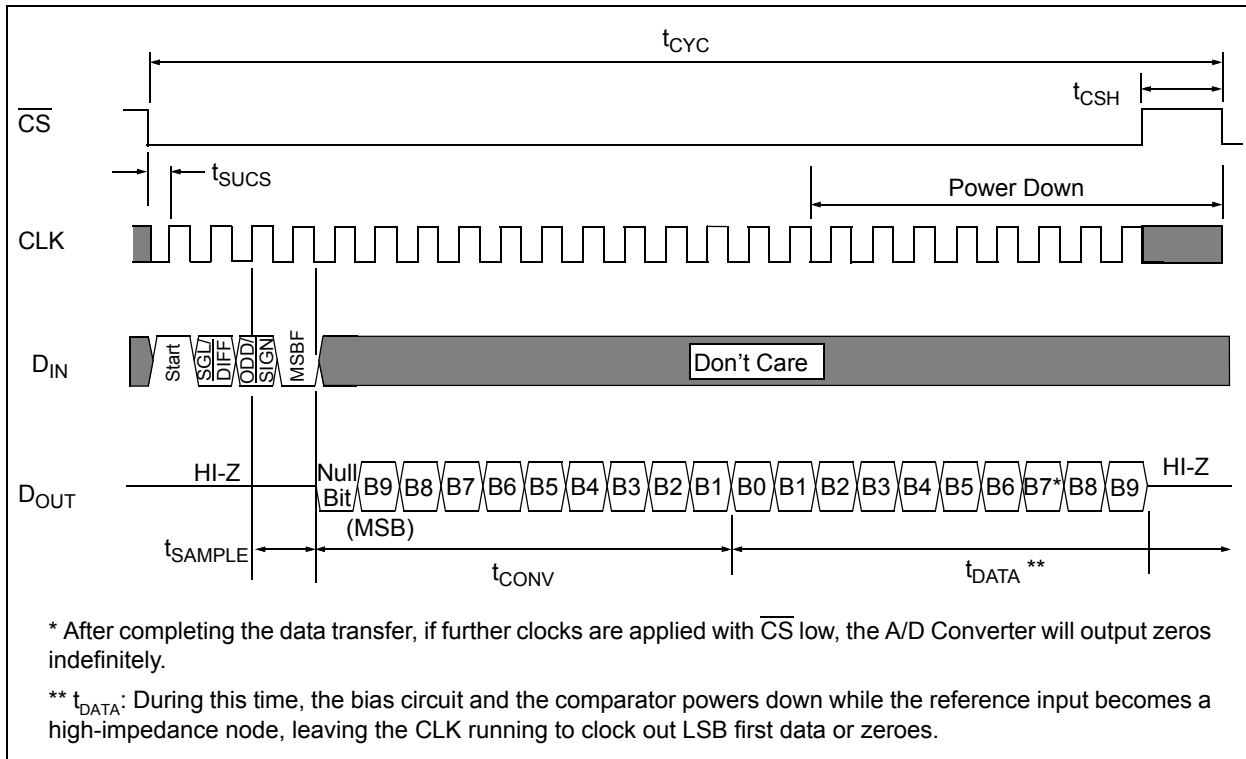 tCYC
tCSH
CS
tSUCS
Power Down
CLK
DIN
Start
SGL/
DIFF
ODD/
SIGN
MSBF
Don't Care
HI-Z
HI-Z
DOUT
Null
Bit
B9 B8 B7 B6 B5 B4 B3 B2 B1 B0 B1 B2 B3 B4 B5 B6 B7* B8 B9
(MSB)
tSAMPLE
tCONV
tDATA **
* After completing the data transfer, if further clocks are applied with CS low, the A/D Converter will output zeros
indefinitely.
** tDATA: During this time, the bias circuit and the comparator powers down while the reference input becomes a
high-impedance node, leaving the CLK running to clock out LSB first data or zeroes.